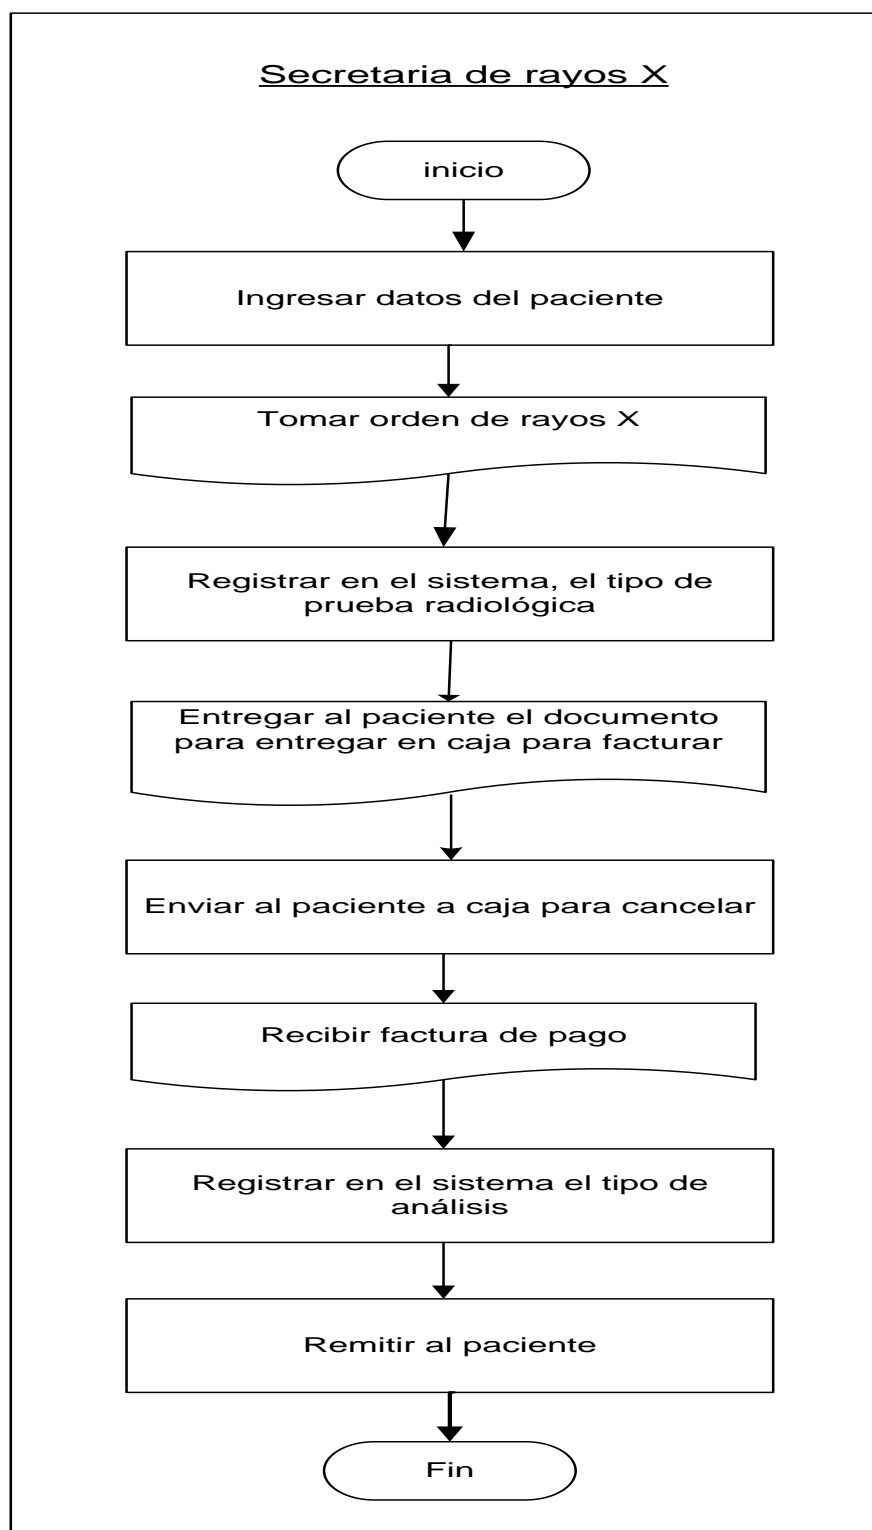 Secretaria de rayos X
inicio
Ingresar datos del paciente
Tomar orden de rayos X
Registrar en el sistema, el tipo de
prueba radiológica
Entregar al paciente el documento
para entregar en caja para facturar
Enviar al paciente a caja para cancelar
Recibir factura de pago
Registrar en el sistema el tipo de
análisis
Remitir al paciente
Fin